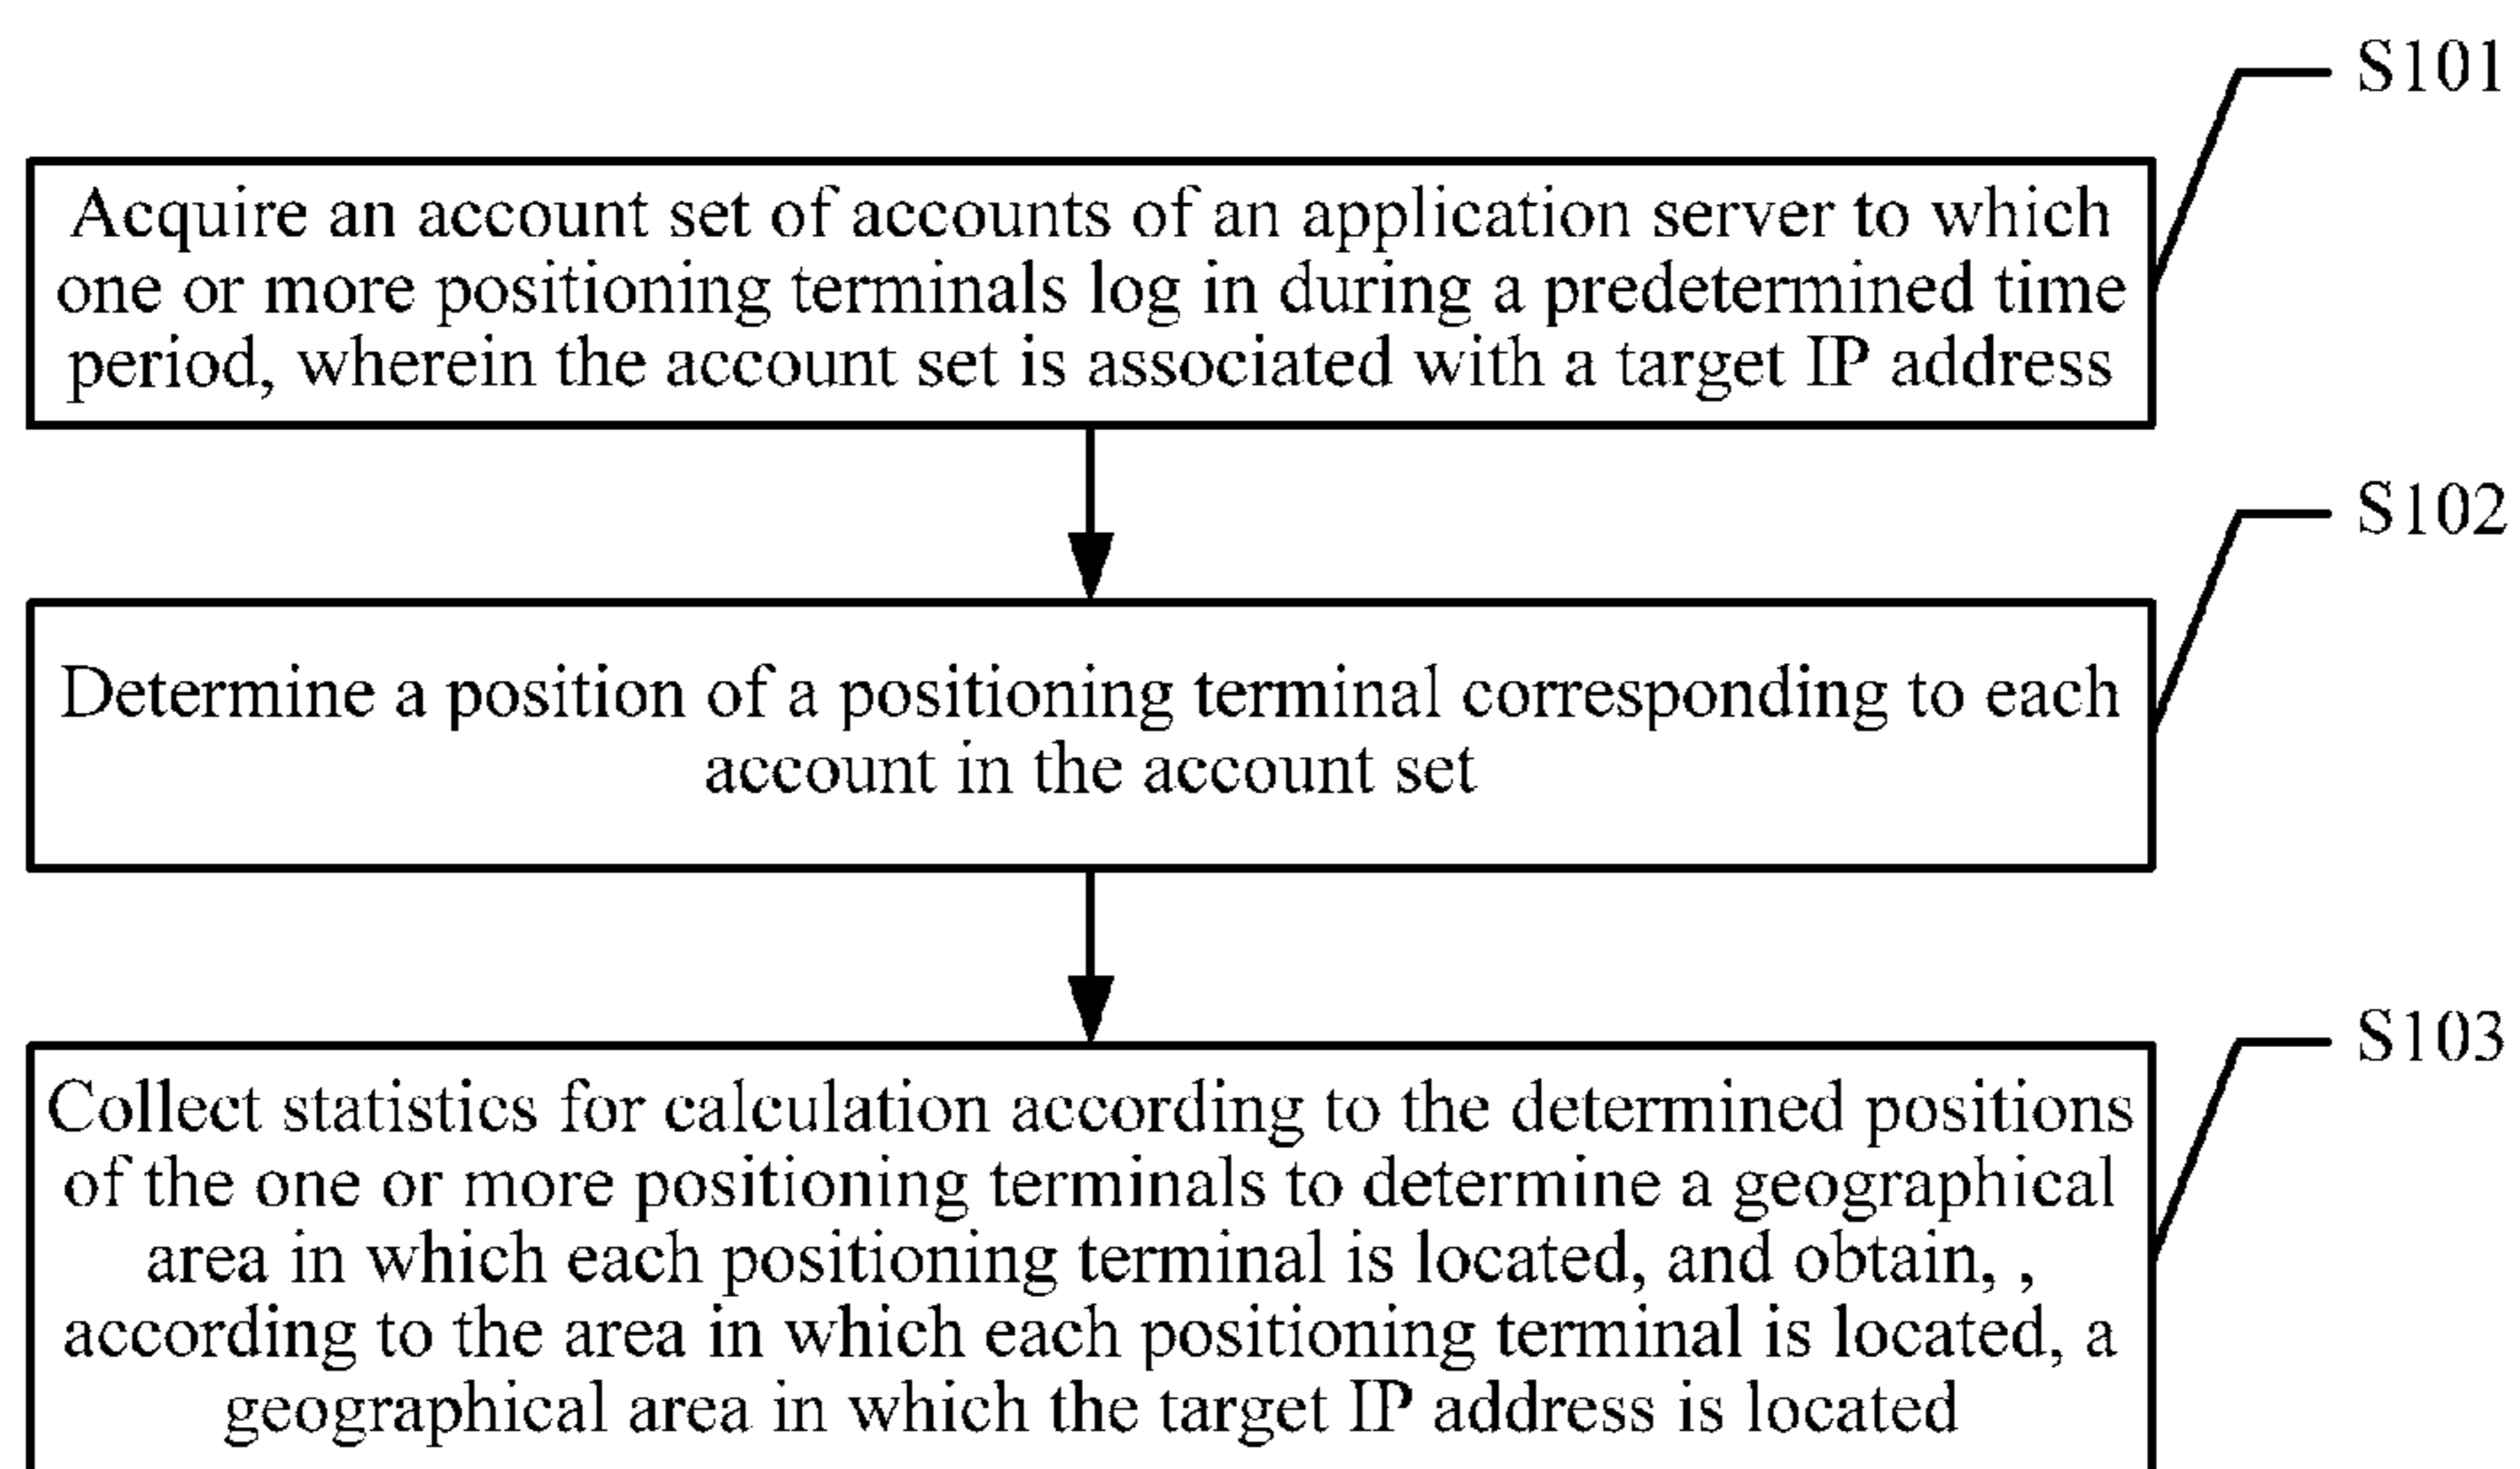 S101
Acquire an account set of accounts of an application server to which
one or more positioning terminals log in during a predetermined time
period, wherein the account set is associated with a target IP address
S102
Determine a position of a positioning terminal corresponding to each
account in the account set
S103
Collect statistics for calculation according to the determined positions
of the one or more positioning terminals to determine a geographical
area in which each positioning terminal is located, and obtain, ,
according to the area in which each positioning terminal is located, a
geographical area in which the target IP address is located